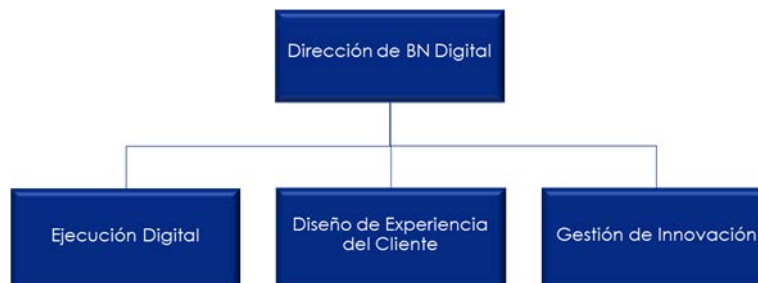 Dirección de BN Digital
Ejecución Digital
Diseño de Experiencia
del Cliente
Gestión de Innovación